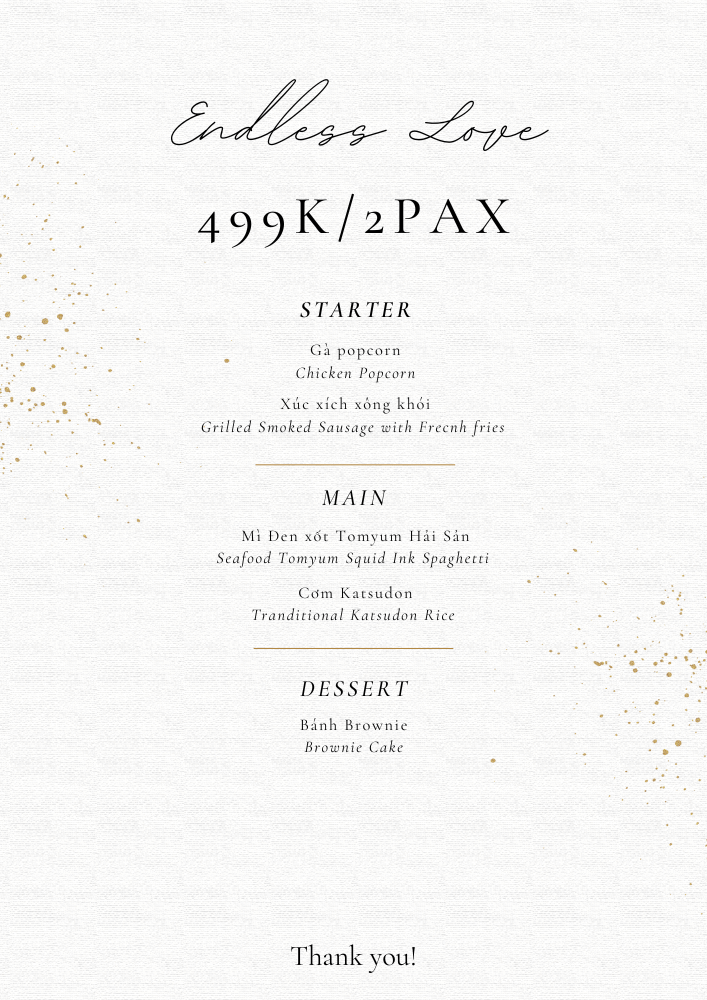 Endless Love
499K/2PAX
STARTER
Gà popcorn
Chicken Popcorn
Xúc xích xông khói
Grilled Smoked Sausage with Frecnh fries
MAIN
Mì Đen xốt Tomyum Hải Sản
Seafood Tomyum Squid Ink Spaghetti
Cơm Katsudon
Tranditional Katsudon Rice
DESSERT
Bánh Brownie
Brownie Cake
Thank you!